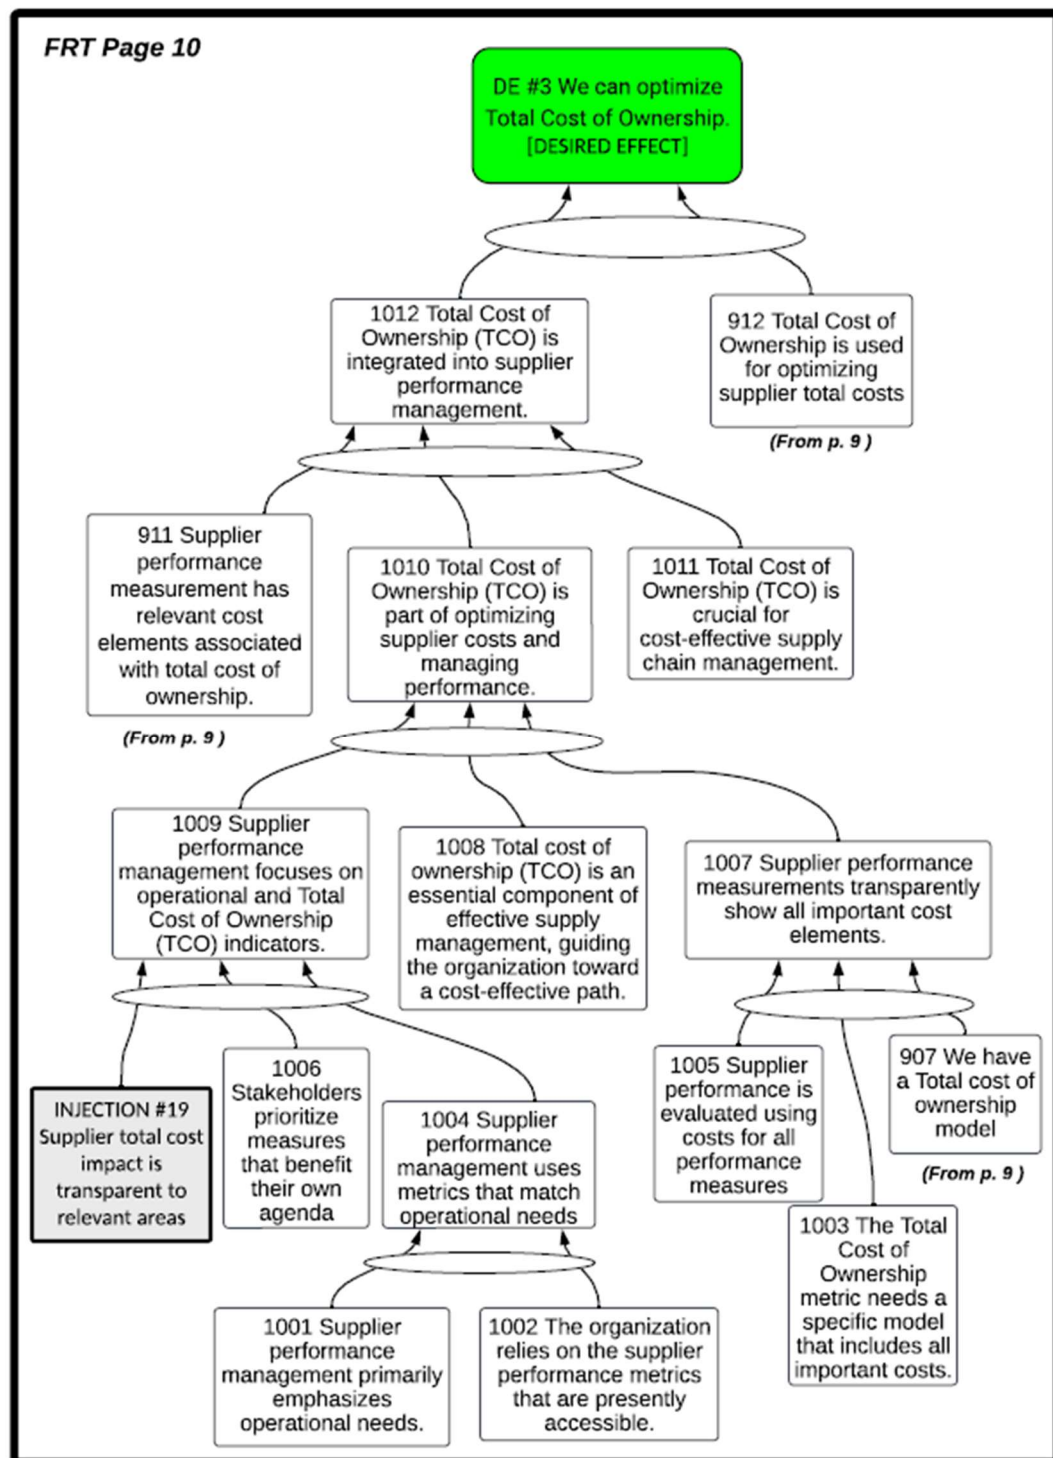 FRT Page 10
DE #3 We can optimize
Total Cost of Ownership.
[DESIRED EFFECT]
1012 Total Cost of
Ownership (TCO) is
integrated into supplier
performance
management.
912 Total Cost of
Ownership is used
for optimizing
supplier total costs
(From p. 9 )
911 Supplier
performance
measurement has
relevant cost
elements associated
with total cost of
ownership.
(From p. 9 )
1010 Total Cost of
Ownership (TCO) is
part of optimizing
supplier costs and
managing
performance.
1011 Total Cost of
Ownership (TCO) is
crucial for
cost-effective supply
chain management.
1009 Supplier
performance
management focuses on
operational and Total
Cost of Ownership
(TCO) indicators.
1008 Total cost of
ownership (TCO) is an
essential component of
effective supply
management, guiding
the organization toward
a cost-effective path.
1007 Supplier performance
measurements transparently
show all important cost
elements.
INJECTION #19
Supplier total cost
impact is
transparent to
relevant areas
1006
Stakeholders
prioritize
measures
that benefit
their own
agenda
1004 Supplier
performance
management uses
metrics that match
operational needs
1005 Supplier
performance is
evaluated using
costs for all
performance
measures
907 We have
a Total cost of
ownership
model
(From p. 9 )
1003 The Total
Cost of
Ownership
metric needs a
specific model
that includes all
important costs.
1001 Supplier
performance
management primarily
emphasizes
operational needs.
1002 The organization
relies on the supplier
performance metrics
that are presently
accessible.